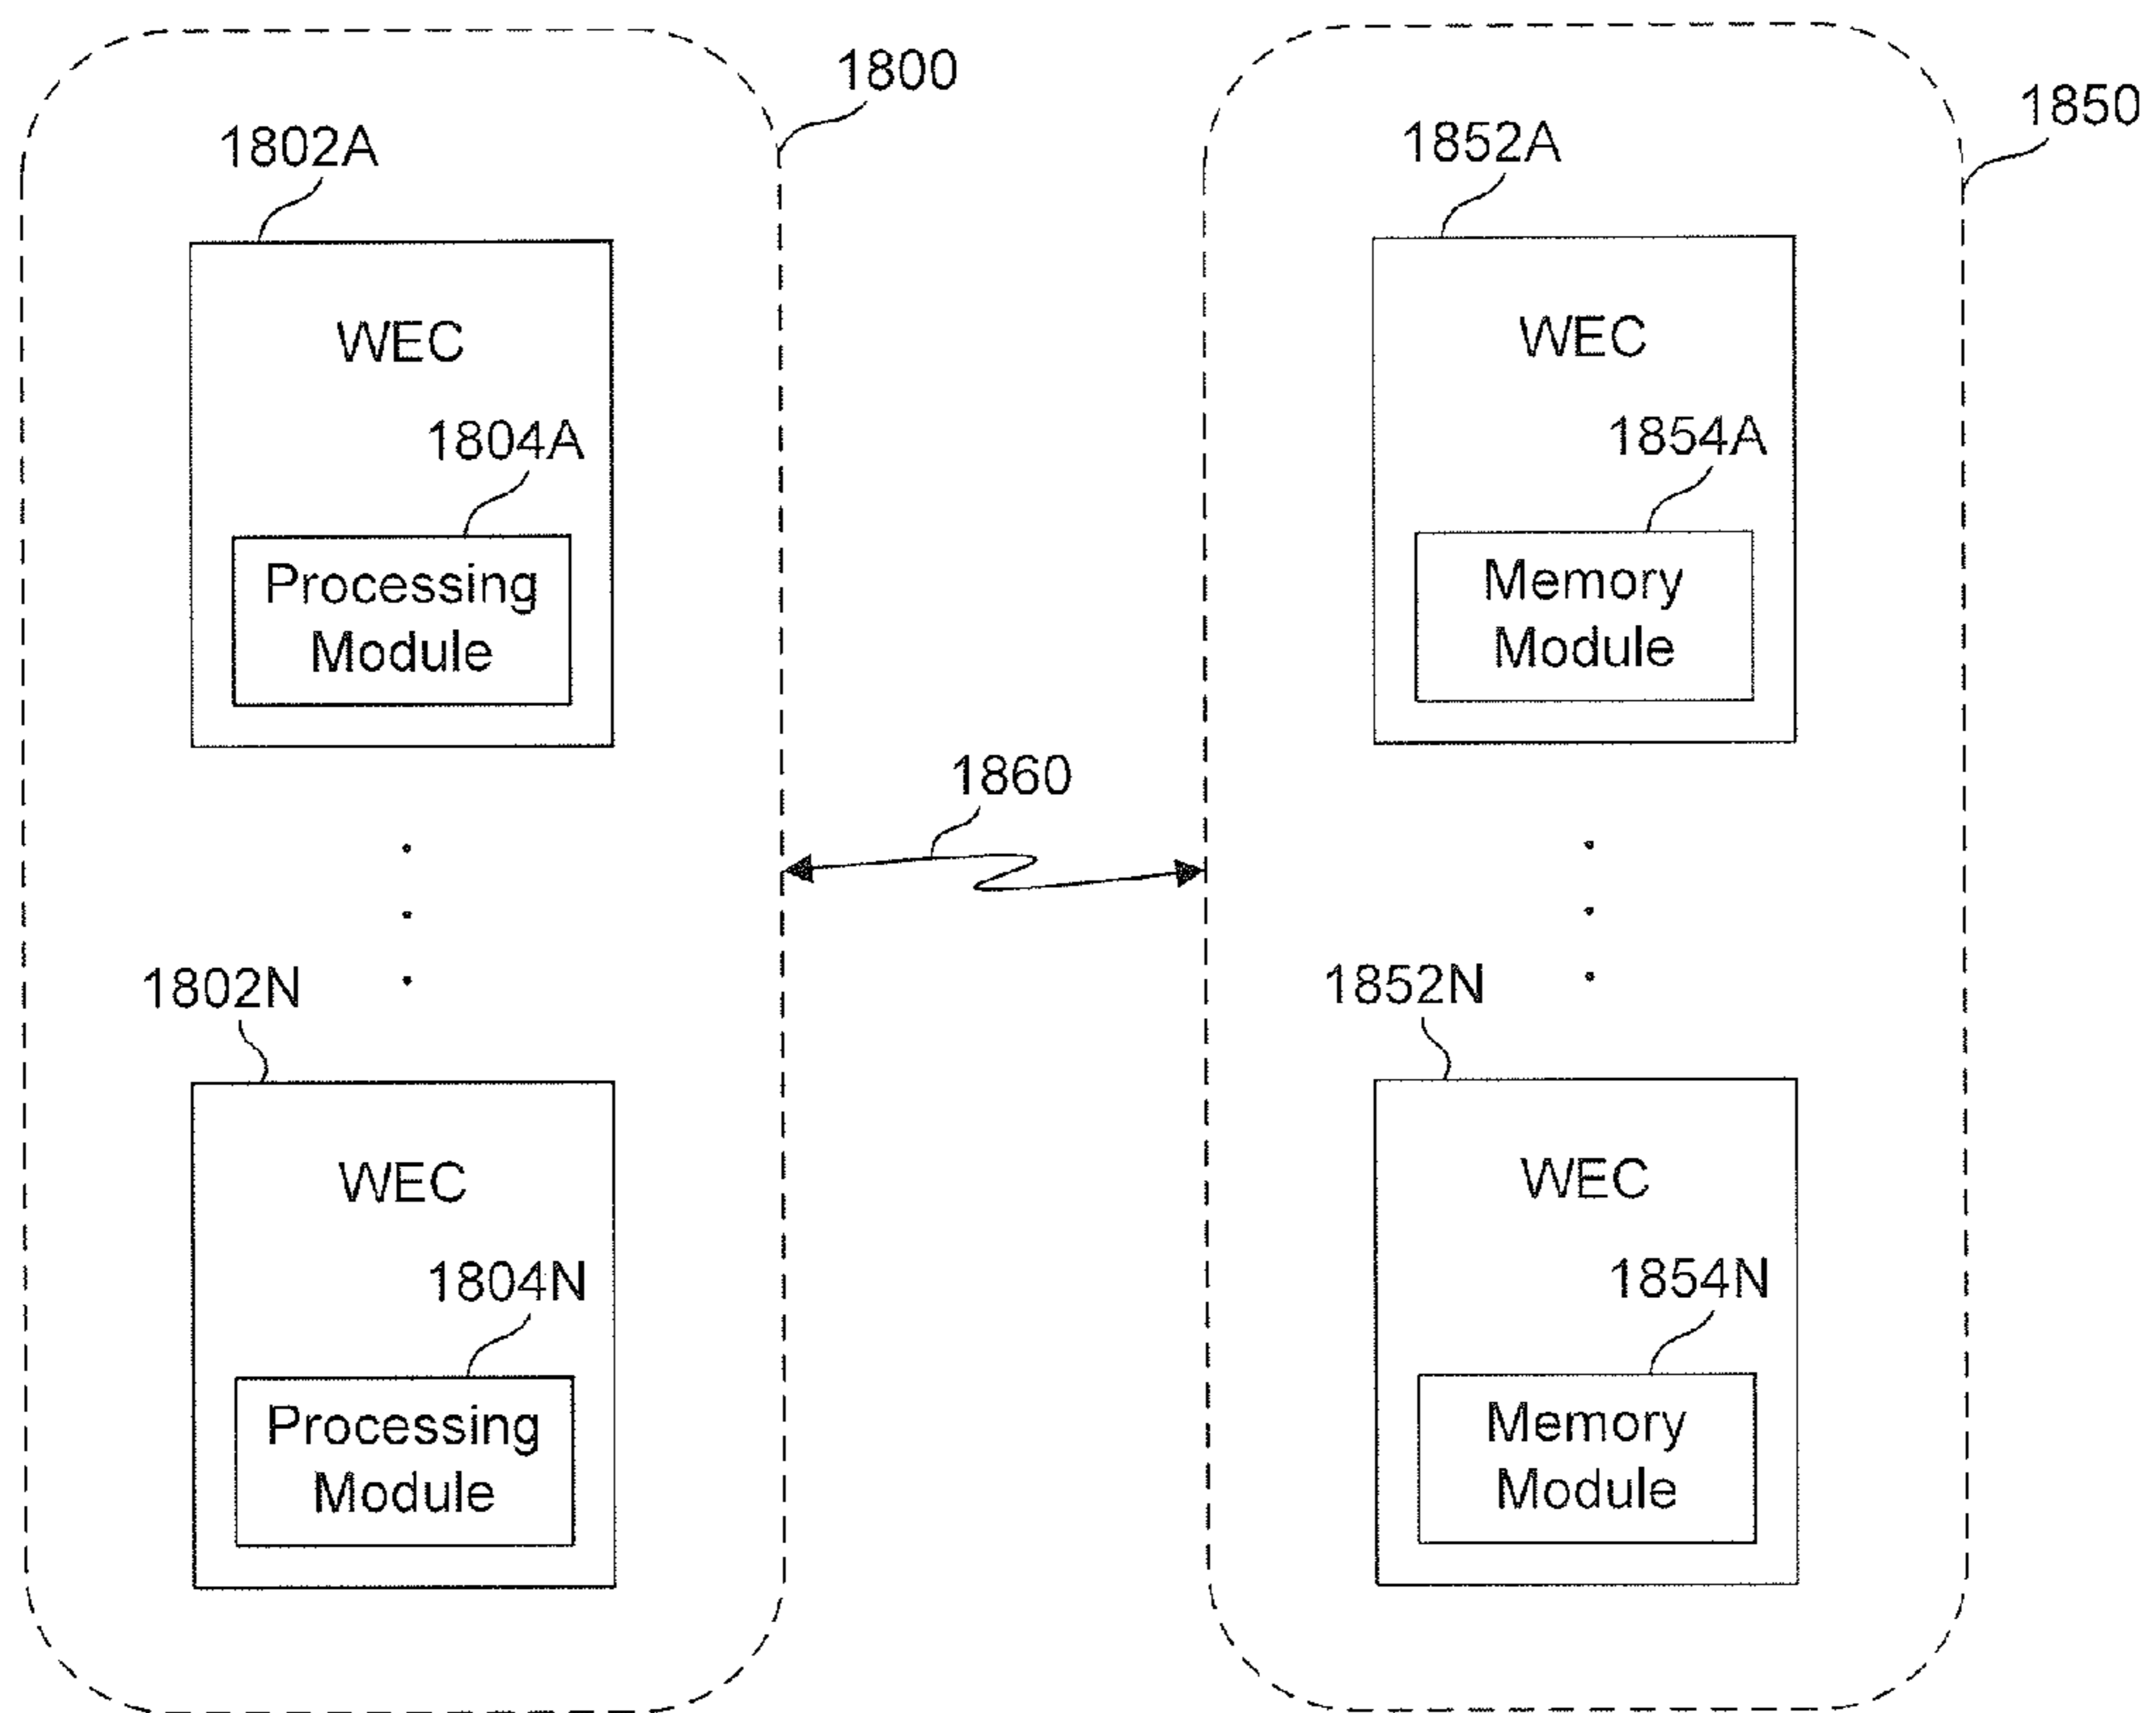 1800
1802A
WEC
1804A
Processing
Module
1802N
WEC
1804N
Processing
Module
1860
1850
1852A
WEC
1854A
Memory
Module
1852N
WEC
1854N
Memory
Module